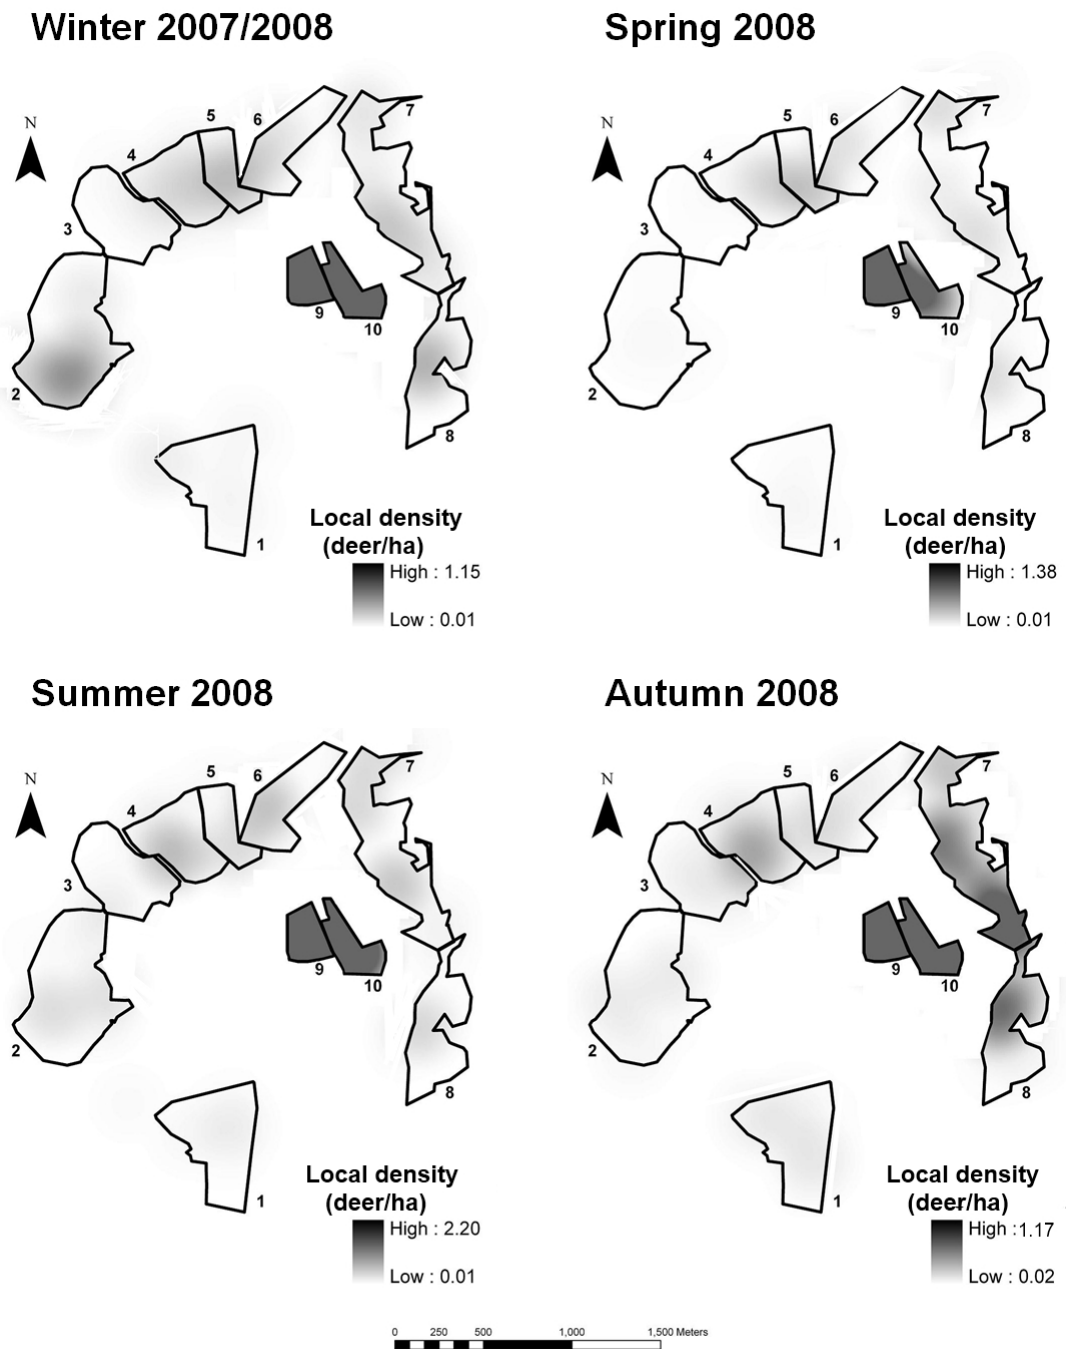 Winter 2007/2008
Spring 2008
N
5
6
7
4
3
9
10
2
8
1
Local density
(deer/ha)
High : 1.15
Low : 0.01
N
5
6
7
4
3
9
10
2
8
1
Local density
(deer/ha)
High : 1.38
Low : 0.01
Summer 2008
Autumn 2008
N
5
6
7
4
3
9
10
2
8
1
Local density
(deer/ha)
High : 2.20
Low : 0.01
N
5
6
7
4
3
9
10
2
8
1
Local density
(deer/ha)
High :1.17
Low : 0.02
0 250 500 1,000 1,500 Meters